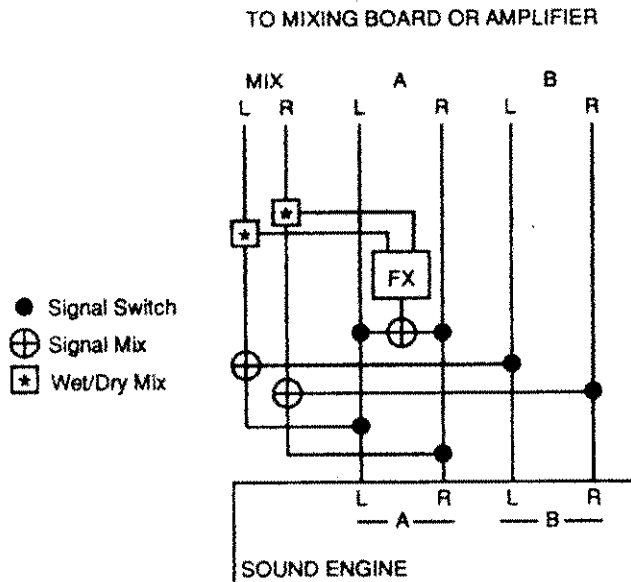 TO MIXING BOARD OR AMPLIFIER
MIX A B
L R L R L R
*
*
FX
Signal Switch
Signal Mix
* Wet/Dry Mix
L R L R
A B
SOUND ENGINE